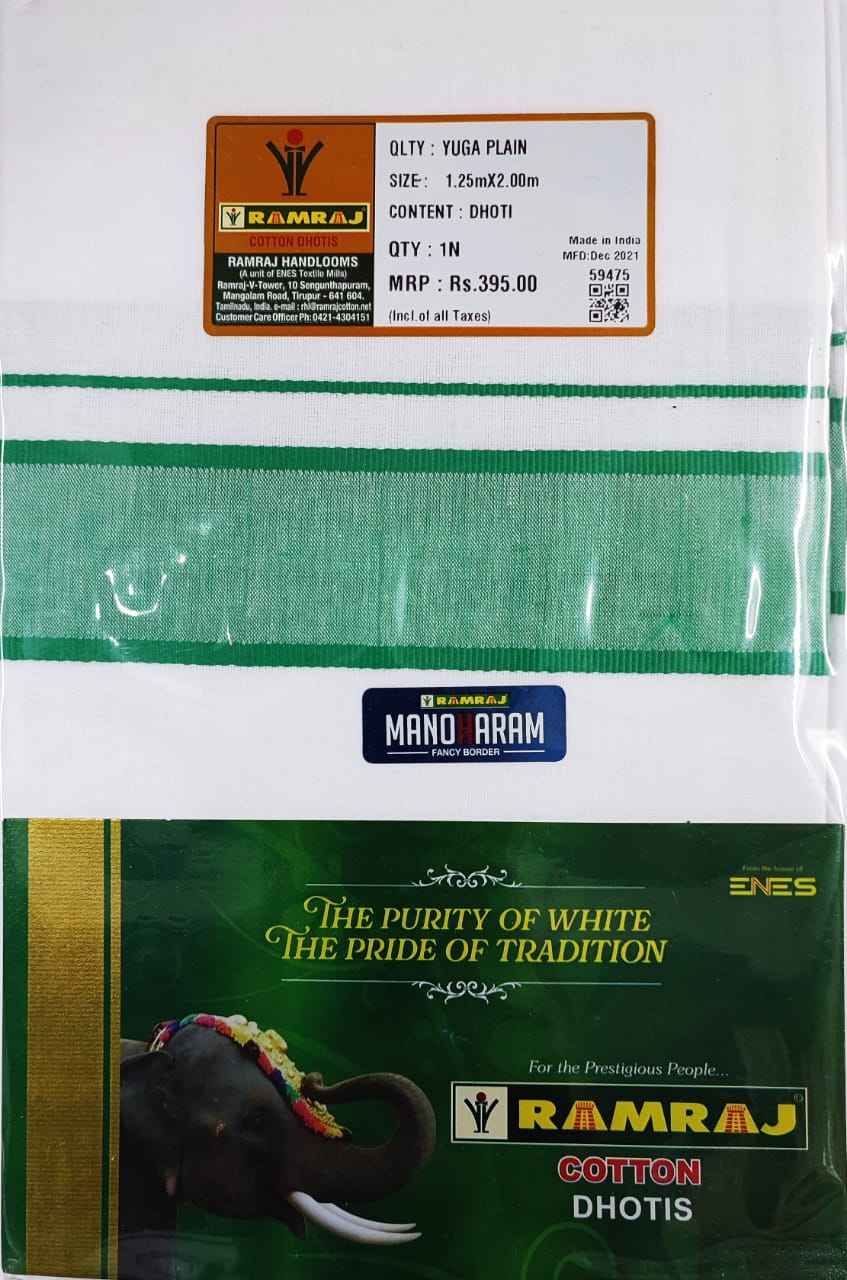 RAMRAJ
COTTON DHOTIS
RAMRAJ HANDLOOMS
(A unit of ENES Textile Mills)
Ramraj-V-Tower, 10 Sengunthapuram,
Mangalam Road, Tirupur - 641 604.
Tamilnadu, India. e-mail : rhl@ramrajcotton.net
Customer Care Officer Ph: 0421-4304151
QLTY : YUGA PLAIN
SIZE : 1.25mX2.00m
CONTENT : DHOTI
QTY : 1N
MRP : Rs.395.00
(Incl.of all Taxes)
Made in India
MFD:Dec 2021
59475
RAMRAJ
MANOHARAM
FANCY BORDER
From the house of
ENES
THE PURITY OF WHITE
THE PRIDE OF TRADITION
For the Prestigious People...
RAMRAJ
COTTON
DHOTIS